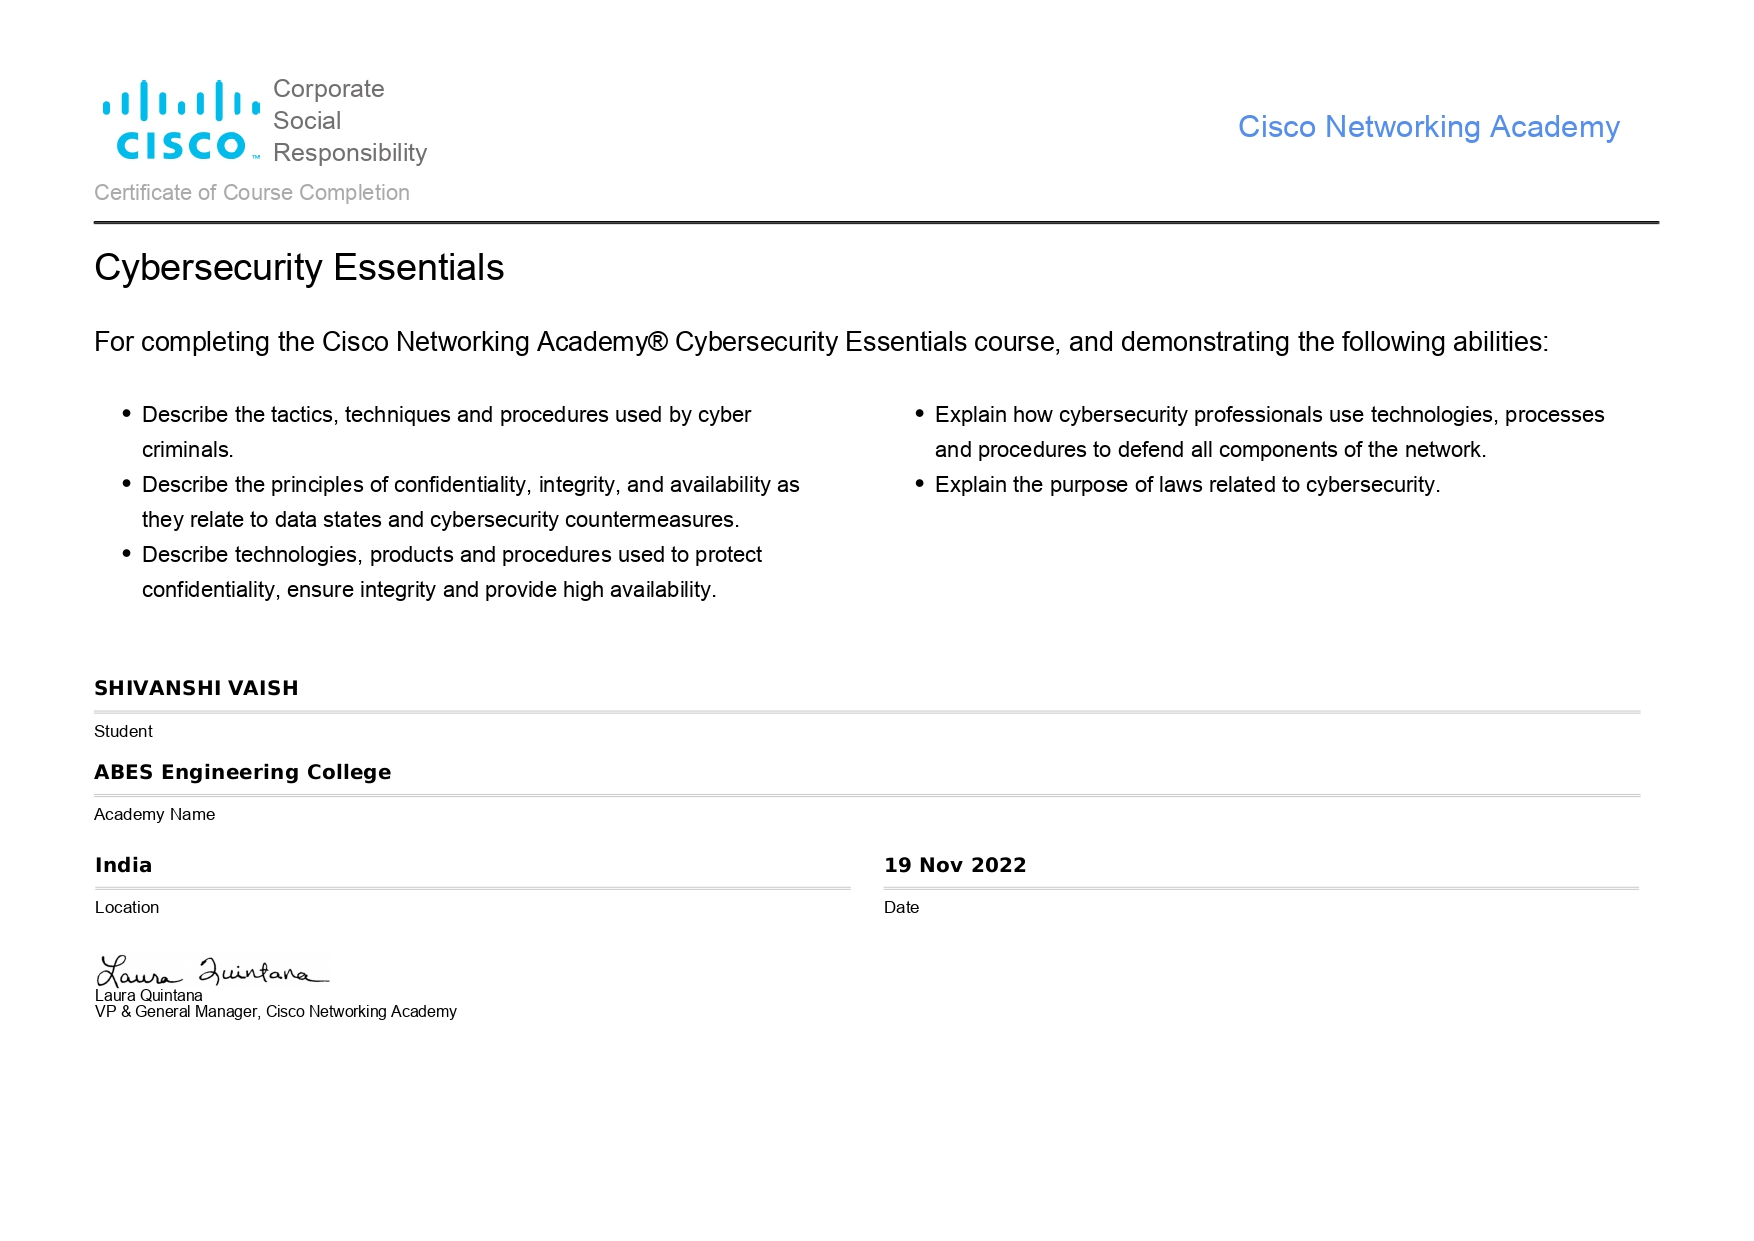 Corporate
Social
Responsibility
CISCO™
Cisco Networking Academy
Certificate of Course Completion
Cybersecurity Essentials
For completing the Cisco Networking Academy® Cybersecurity Essentials course, and demonstrating the following abilities:
• Describe the tactics, techniques and procedures used by cyber
criminals.
• Describe the principles of confidentiality, integrity, and availability as
they relate to data states and cybersecurity countermeasures.
• Describe technologies, products and procedures used to protect
confidentiality, ensure integrity and provide high availability.
• Explain how cybersecurity professionals use technologies, processes
and procedures to defend all components of the network.
• Explain the purpose of laws related to cybersecurity.
SHIVANSHI VAISH
Student
ABES Engineering College
Academy Name
India
Location
19 Nov 2022
Date
Laura Quintana
Laura Quintana
VP & General Manager, Cisco Networking Academy